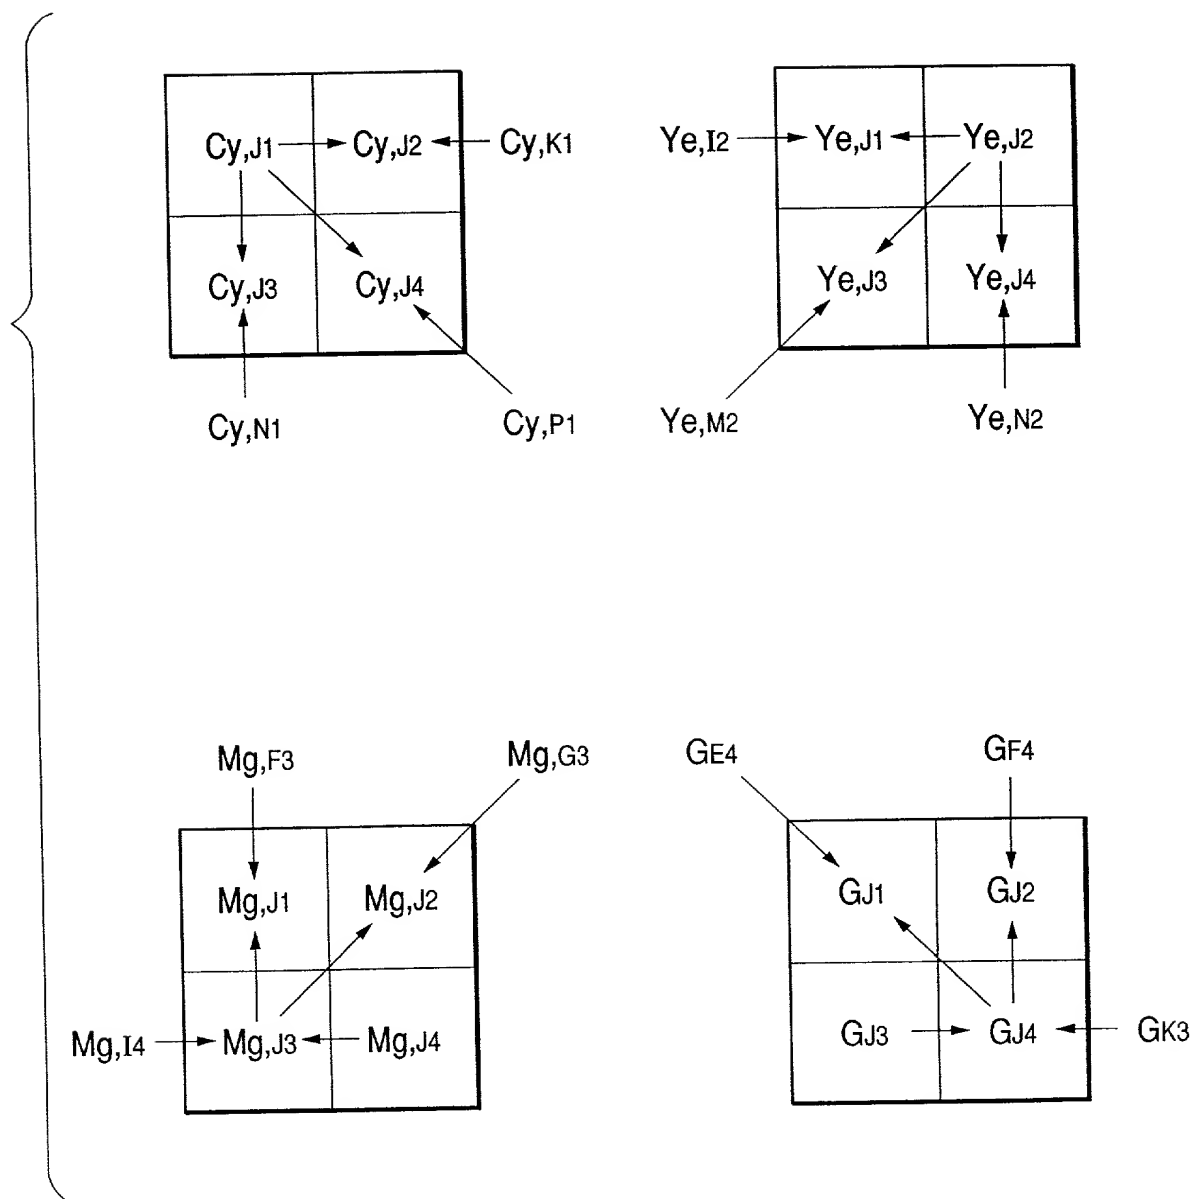 Cy,J1 Cy,J2 Cy,K1
Cy,J3 Cy,J4
Cy,N1 Cy,P1
Ye,I2 Ye,J1 Ye,J2
Ye,J3 Ye,J4
Ye,M2 Ye,N2
Mg,F3 Mg,G3
Mg,J1 Mg,J2
Mg,I4 Mg,J3 Mg,J4
GE4 GF4
GJ1 GJ2
GJ3 GJ4 GK3